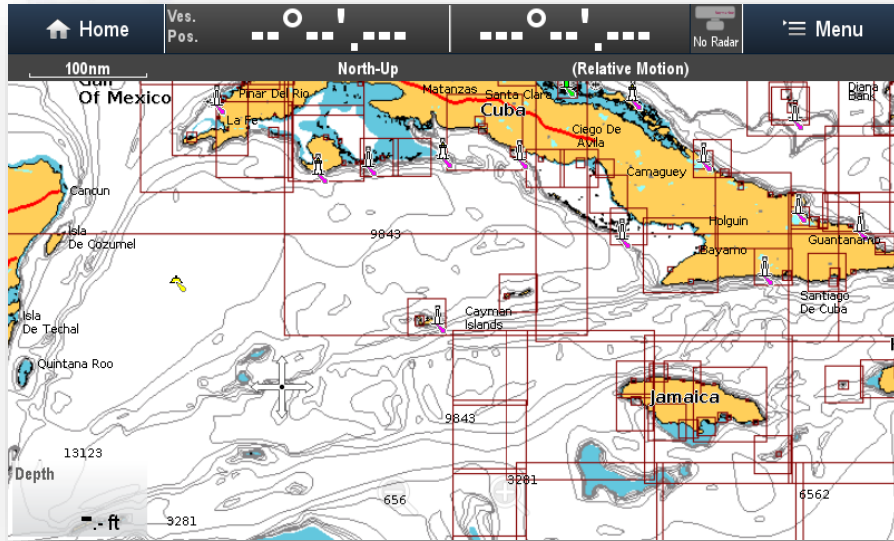 Home
Ves.
Pos.
--°--'.---
---°--'.---
No Radar
Menu
100nm
North-Up
(Relative Motion)
Of Mexico
Pinar Del Rio
Matanzas
Santa Clara
Diana
Bank
La Fe
Cuba
Ciego De
Avila
Camaguey
Cancun
Isla
De Cozumel
Holguin
9843
Guantanamo
Bayamo
Santiago
De Cuba
Cayman
Islands
Isla
De Techal
Quintana Roo
Jamaica
9843
13123
Depth
-.- ft
3281
656
3281
6562